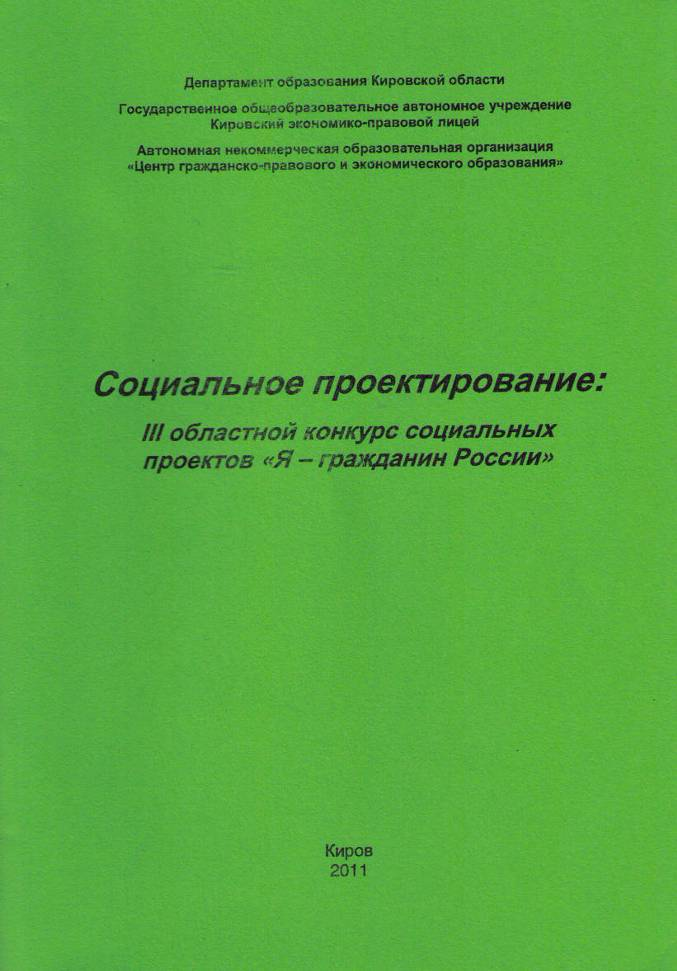 Департамент образования Кировской области
Государственное общеобразовательное автономное учреждение
Кировский экономико-правовой лицей
Автономная некоммерческая образовательная организация
«Центр гражданско-правового и экономического образования»
Социальное проектирование:
III областной конкурс социальных
проектов «Я – гражданин России»
Киров
2011